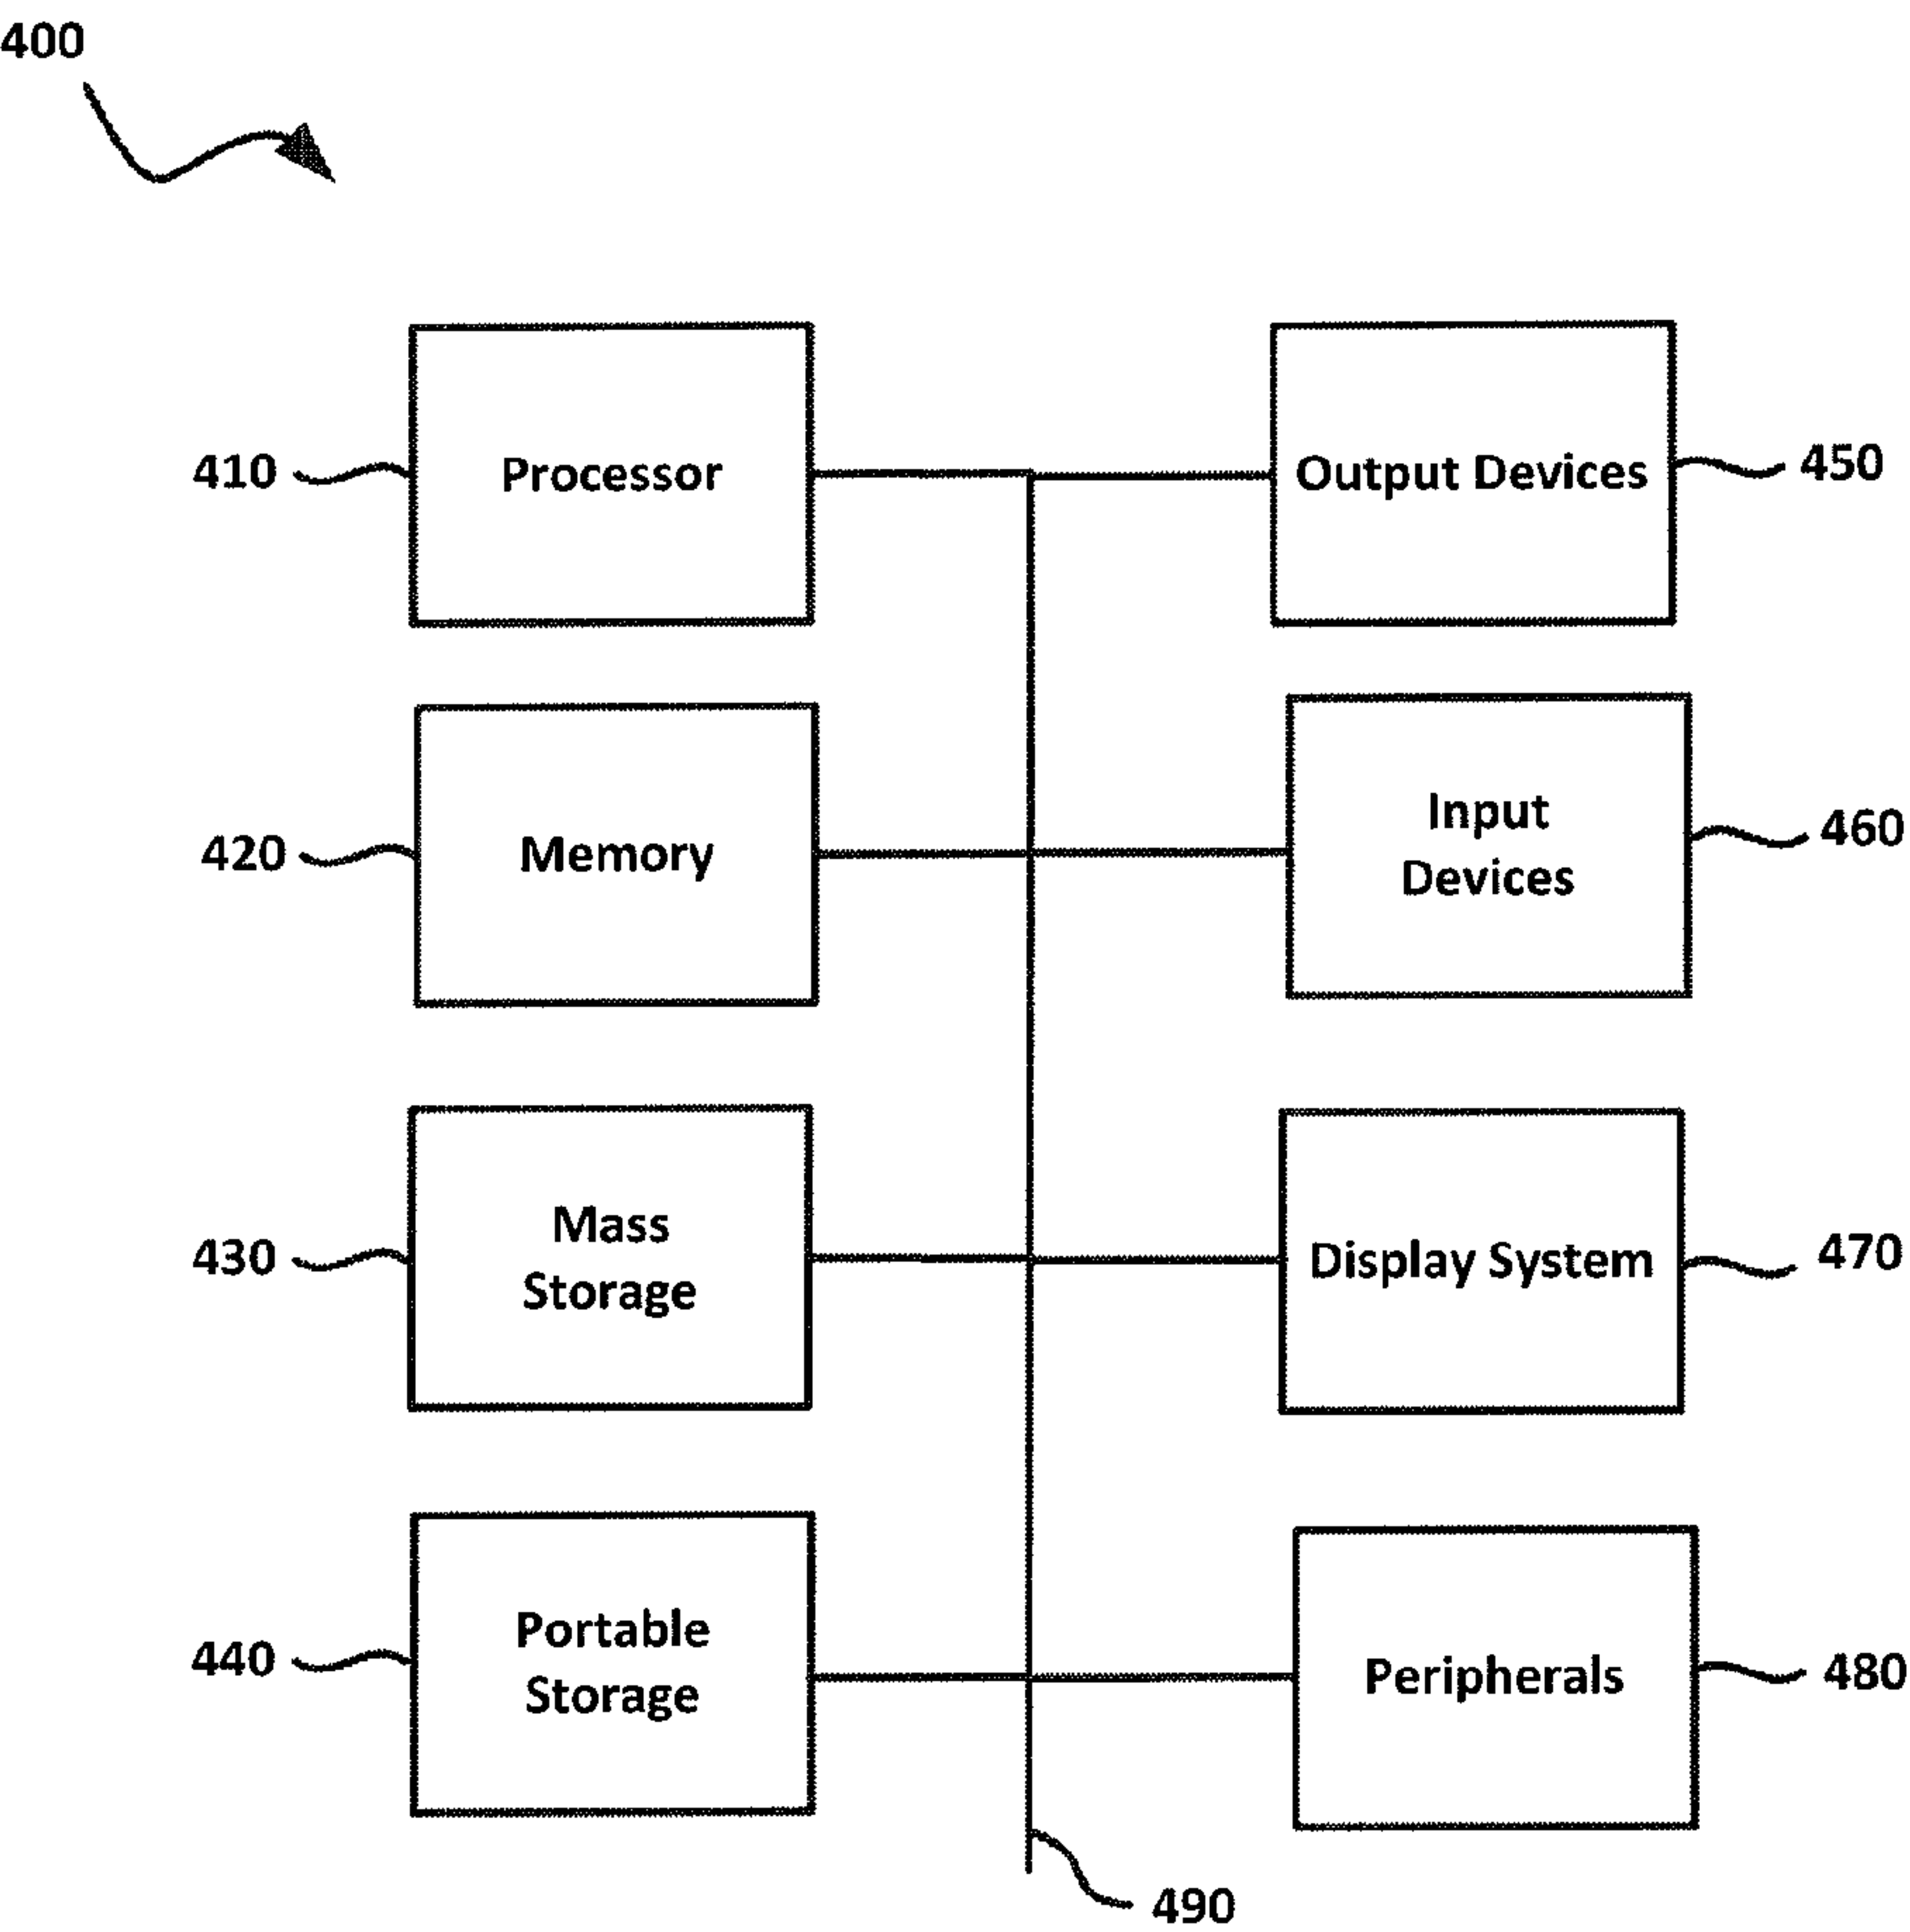 400
410
Processor
Output Devices
450
420
Memory
Input
Devices
460
430
Mass
Storage
Display System
470
440
Portable
Storage
Peripherals
480
490